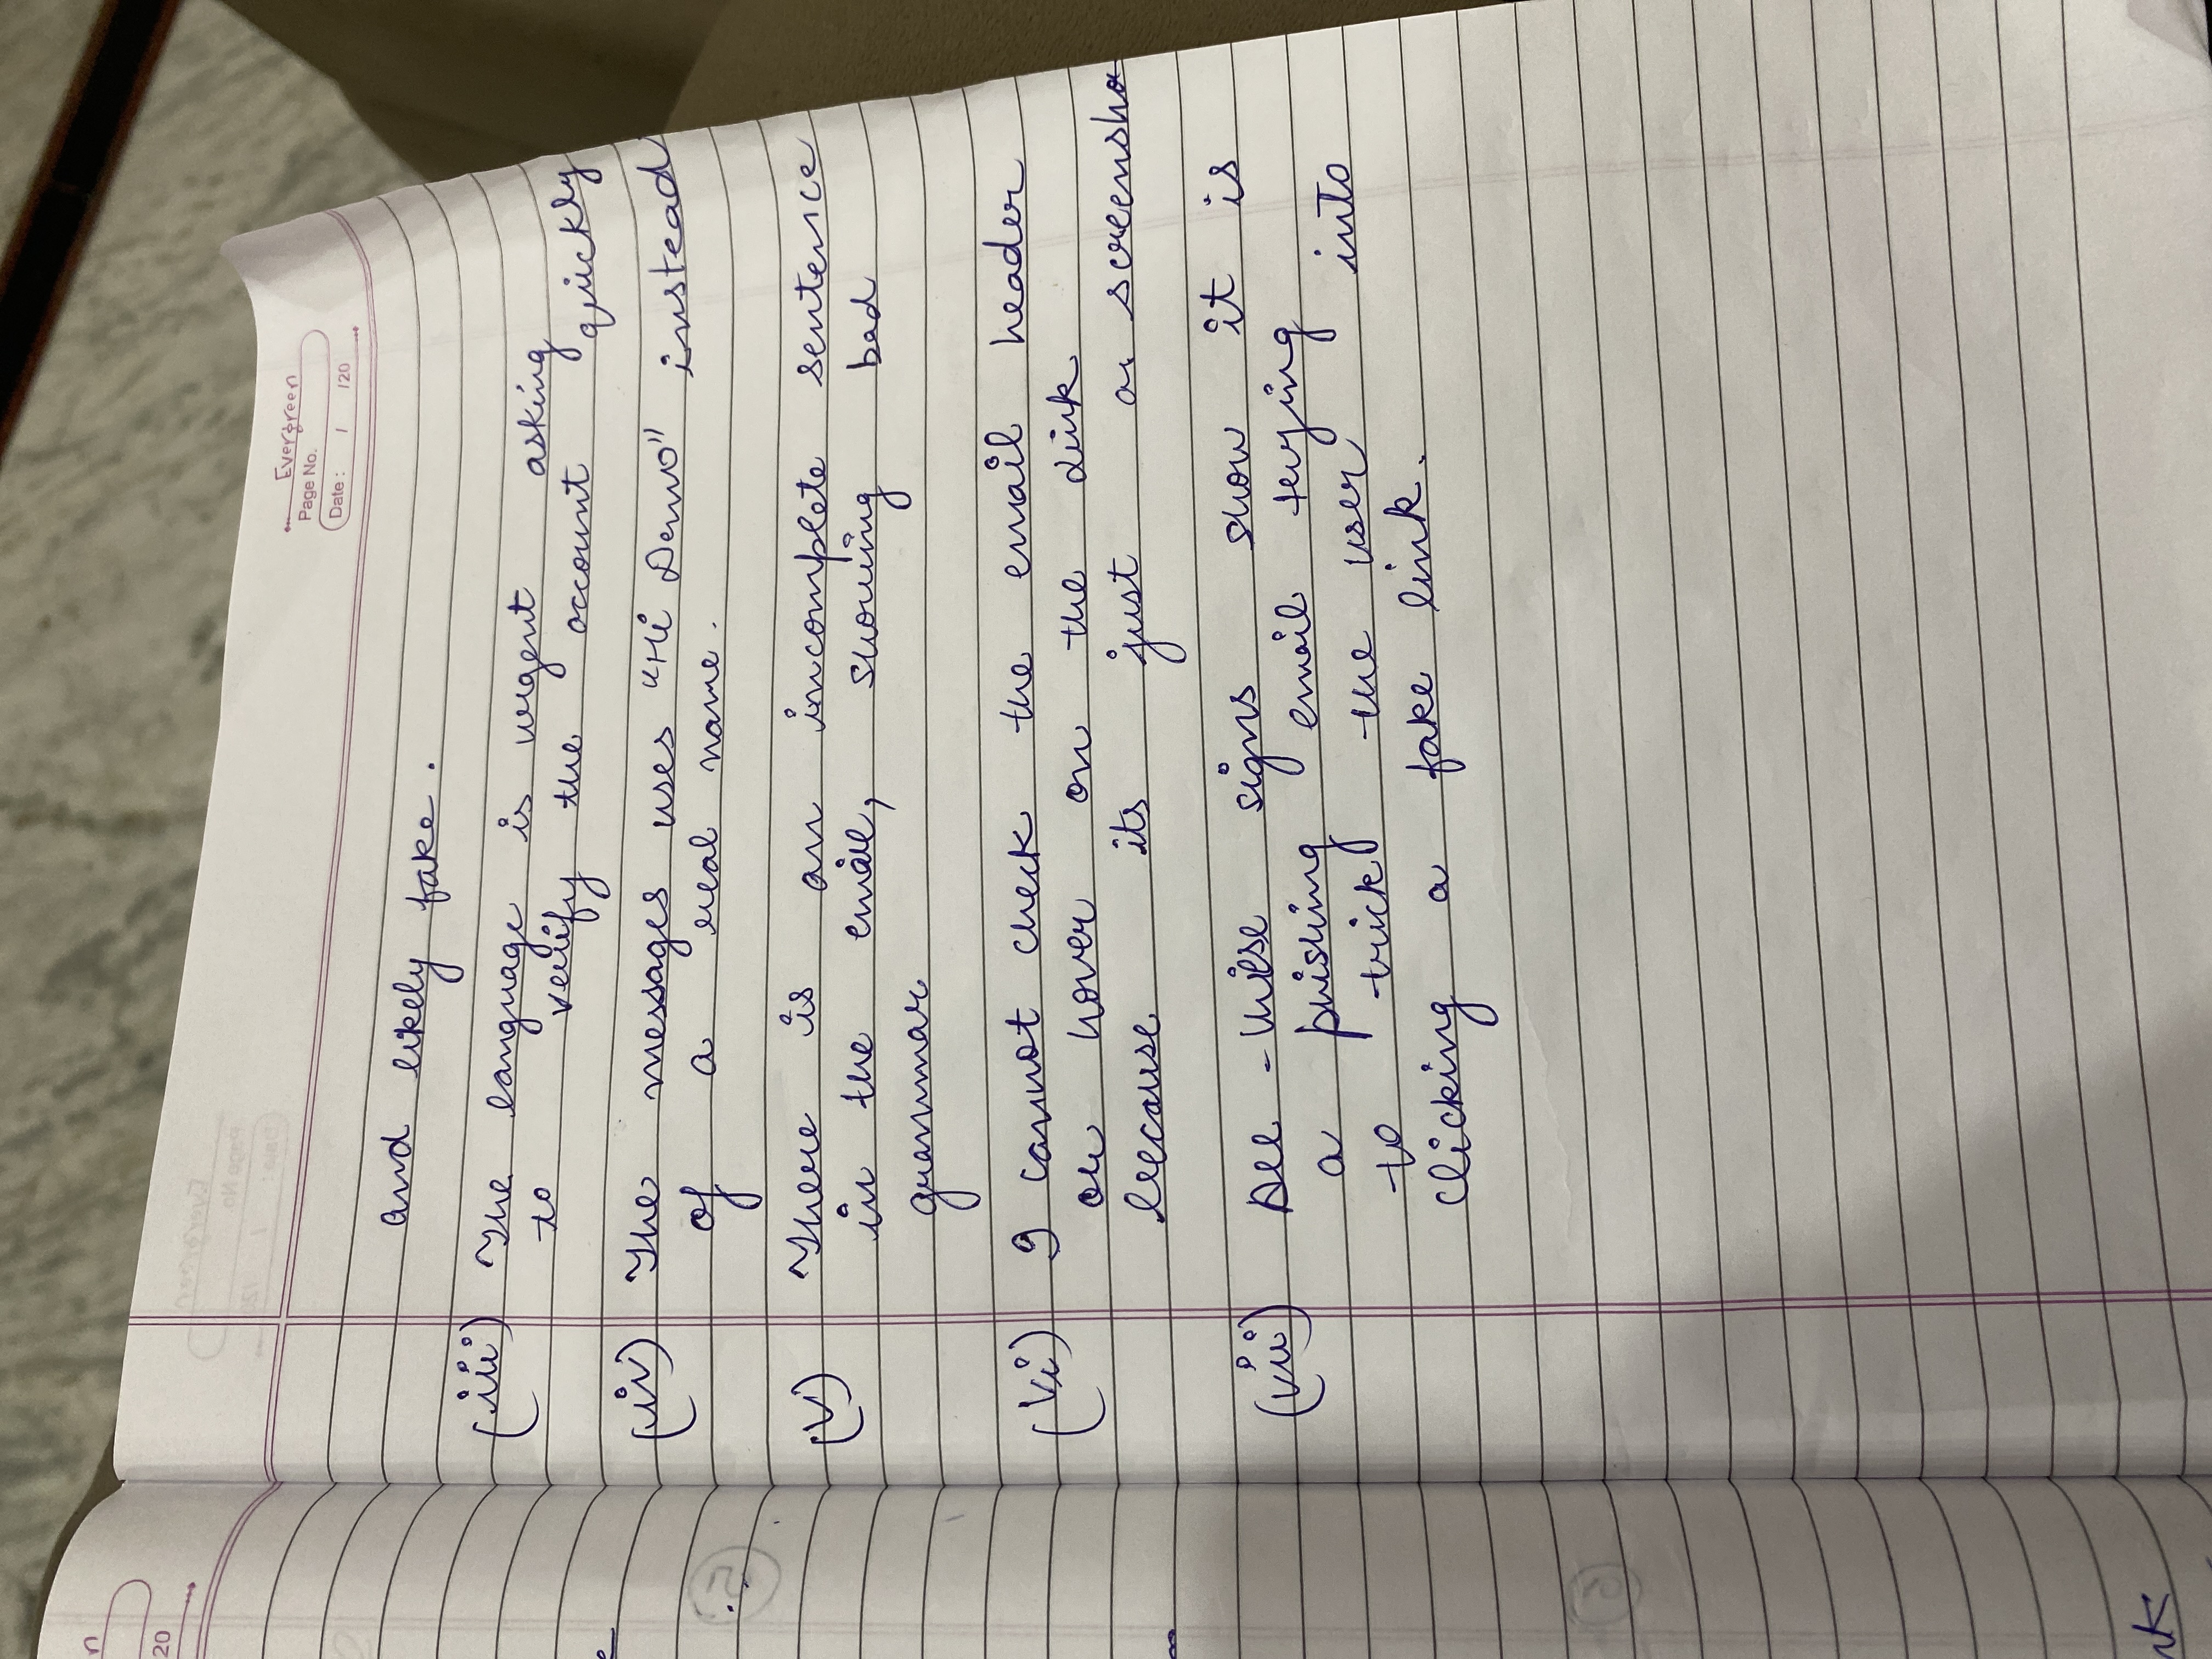 n
20
Evergreen
Page No.
Date : / /20
and likely fake.
(iii) The language is urgent asking
to verify the account quickly
(iv) The messages uses "Hi Demo" instead
of a real name.
(v) There is an incomplete sentence
in the email, showing bad
grammar
(vi) I cannot check the email header
or hover on the link
because its just a screensho
(vii) All these signs show it is
a phishing email trying
to trick the user into
clicking a fake link.